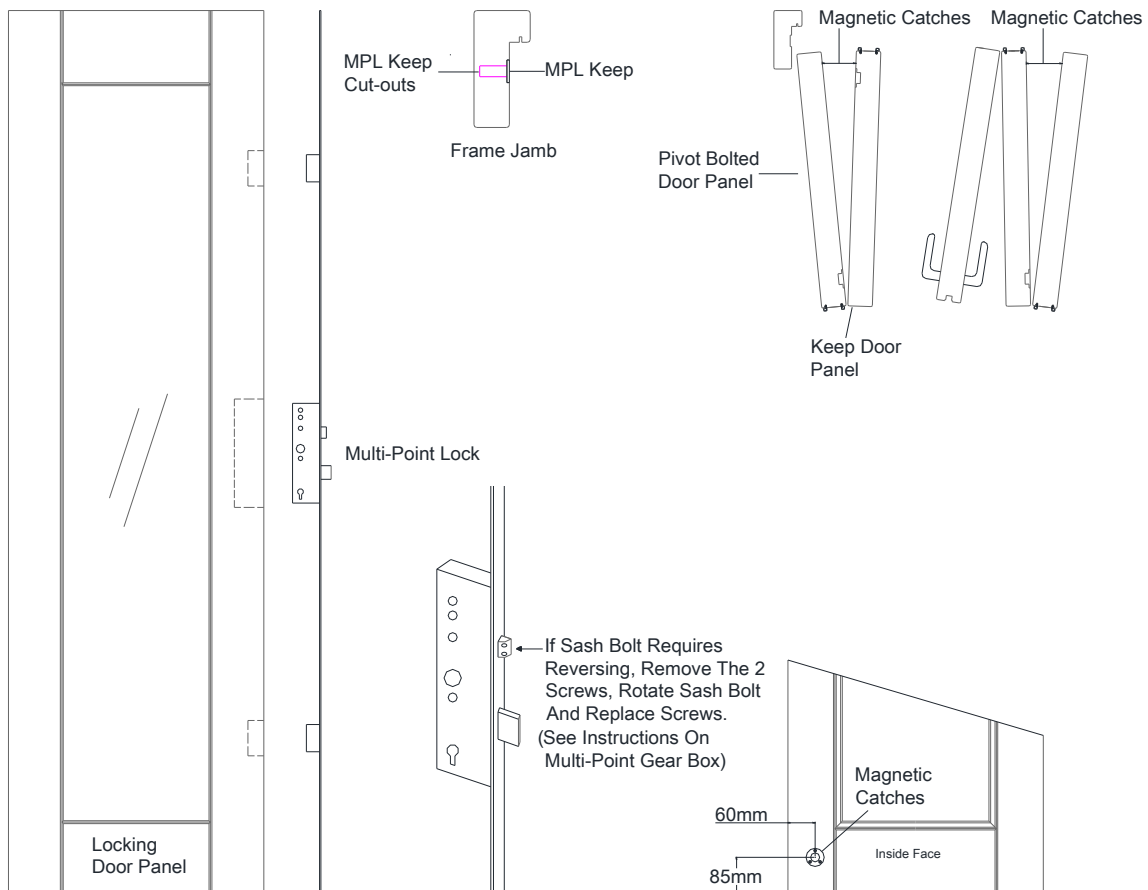 MPL Keep
Cut-outs
MPL Keep
Frame Jamb
Magnetic Catches
Magnetic Catches
Pivot Bolted
Door Panel
Keep Door
Panel
Multi-Point Lock
If Sash Bolt Requires
Reversing, Remove The 2
Screws, Rotate Sash Bolt
And Replace Screws.
(See Instructions On
Multi-Point Gear Box)
Locking
Door Panel
Magnetic
Catches
60mm
Inside Face
85mm